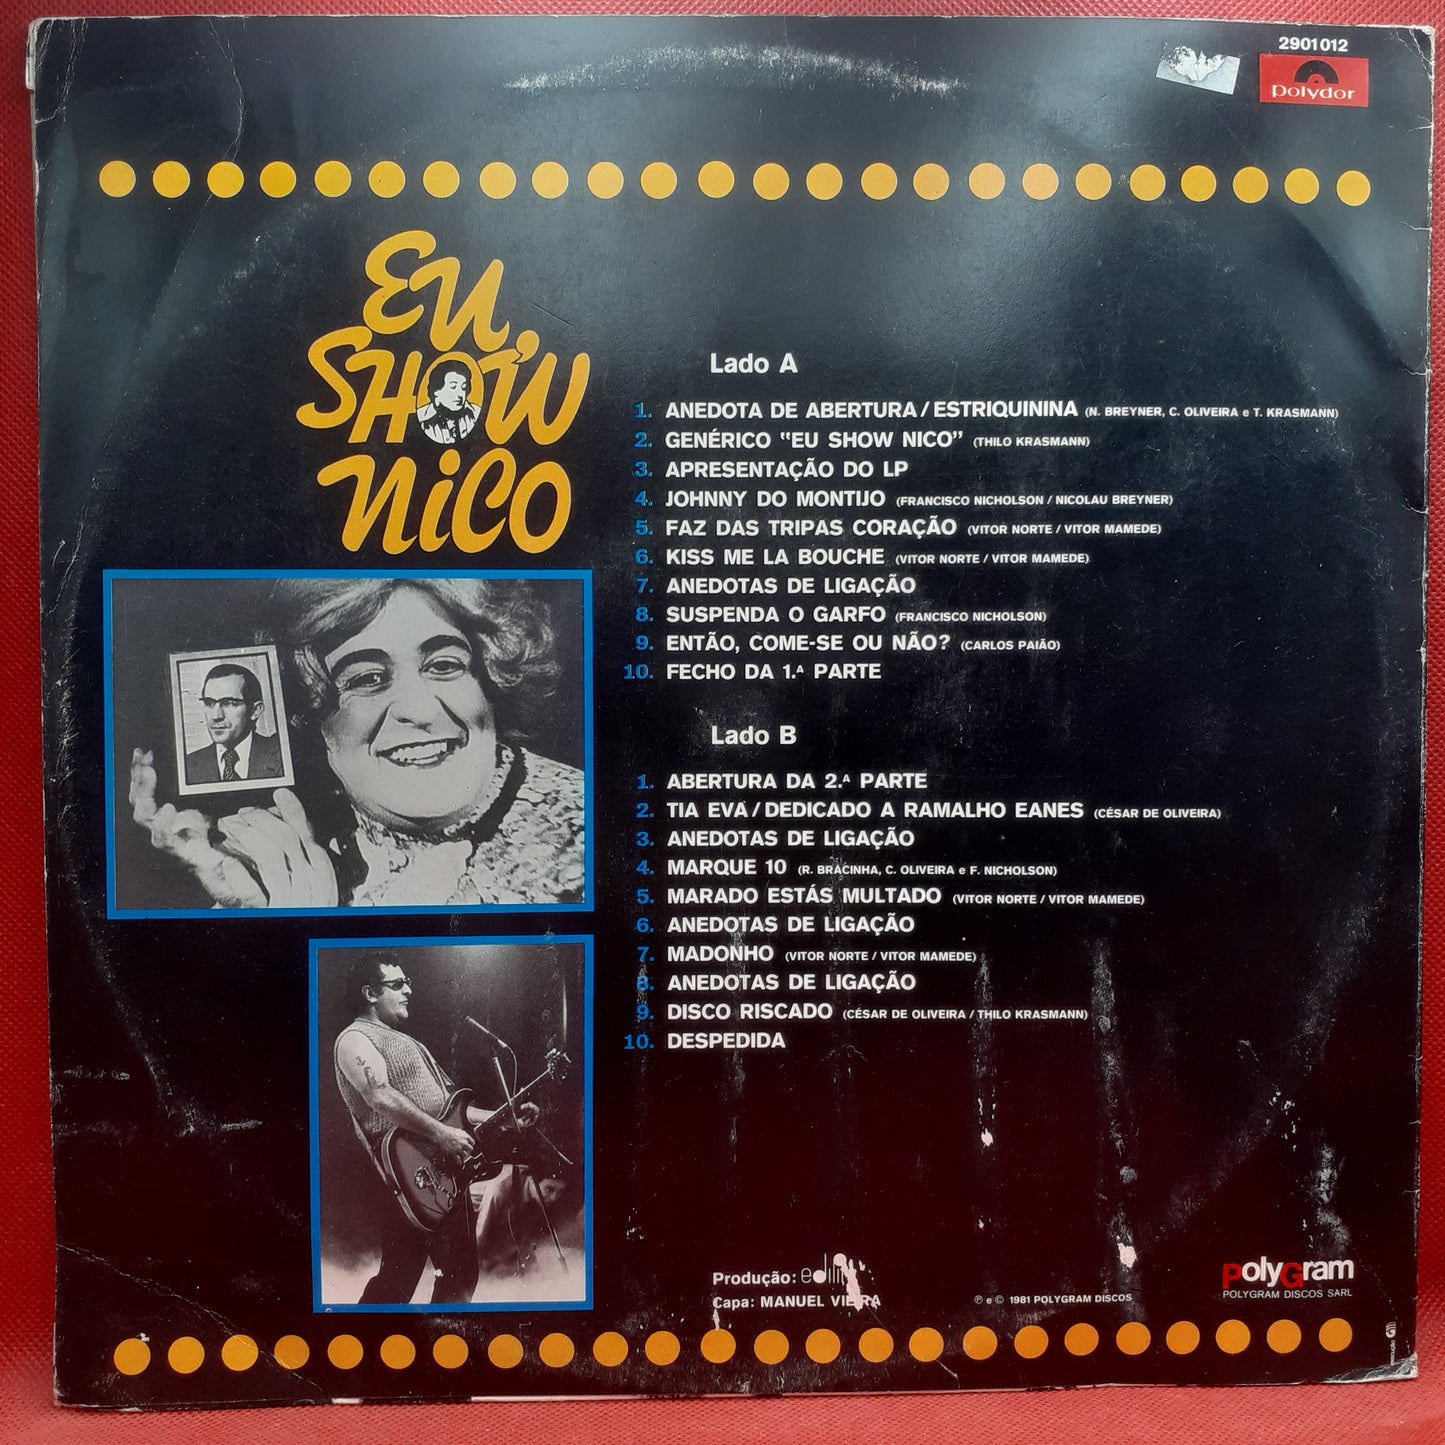 2901012
polydor
EU,
SHOW
NICO
Lado A
1. ANEDOTA DE ABERTURA / ESTRIQUININA (N. BREYNER, C. OLIVEIRA e T. KRASMANN)
2. GENÉRICO "EU SHOW NICO" (THILO KRASMANN)
3. APRESENTAÇÃO DO LP
4. JOHNNY DO MONTIJO (FRANCISCO NICHOLSON / NICOLAU BREYNER)
5. FAZ DAS TRIPAS CORAÇÃO (VITOR NORTE / VITOR MAMEDE)
6. KISS ME LA BOUCHE (VITOR NORTE / VITOR MAMEDE)
7. ANEDOTAS DE LIGAÇÃO
8. SUSPENDA O GARFO (FRANCISCO NICHOLSON)
9. ENTÃO, COME-SE OU NÃO? (CARLOS PAIÃO)
10. FECHO DA 1.ª PARTE
Lado B
1. ABERTURA DA 2.ª PARTE
2. TIA EVA / DEDICADO A RAMALHO EANES (CÉSAR DE OLIVEIRA)
3. ANEDOTAS DE LIGAÇÃO
4. MARQUE 10 (R. BRACINHA, C. OLIVEIRA e F. NICHOLSON)
5. MARADO ESTÁS MULTADO (VITOR NORTE / VITOR MAMEDE)
6. ANEDOTAS DE LIGAÇÃO
7. MADONHO (VITOR NORTE / VITOR MAMEDE)
8. ANEDOTAS DE LIGAÇÃO
9. DISCO RISCADO (CÉSAR DE OLIVEIRA / THILO KRASMANN)
10. DESPEDIDA
Produção:
Capa: MANUEL VIEIRA
℗ e © 1981 POLYGRAM DISCOS
PolyGram
POLYGRAM DISCOS SARL